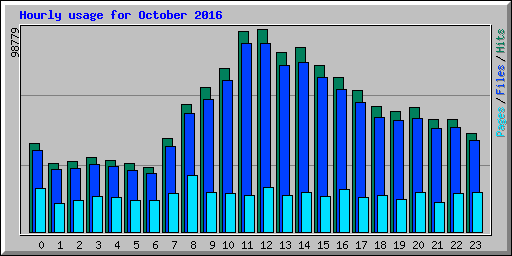 Hourly usage for October 2016
98779
Pages/Files/Hits
0 1 2 3 4 5 6 7 8 9 10 11 12 13 14 15 16 17 18 19 20 21 22 23